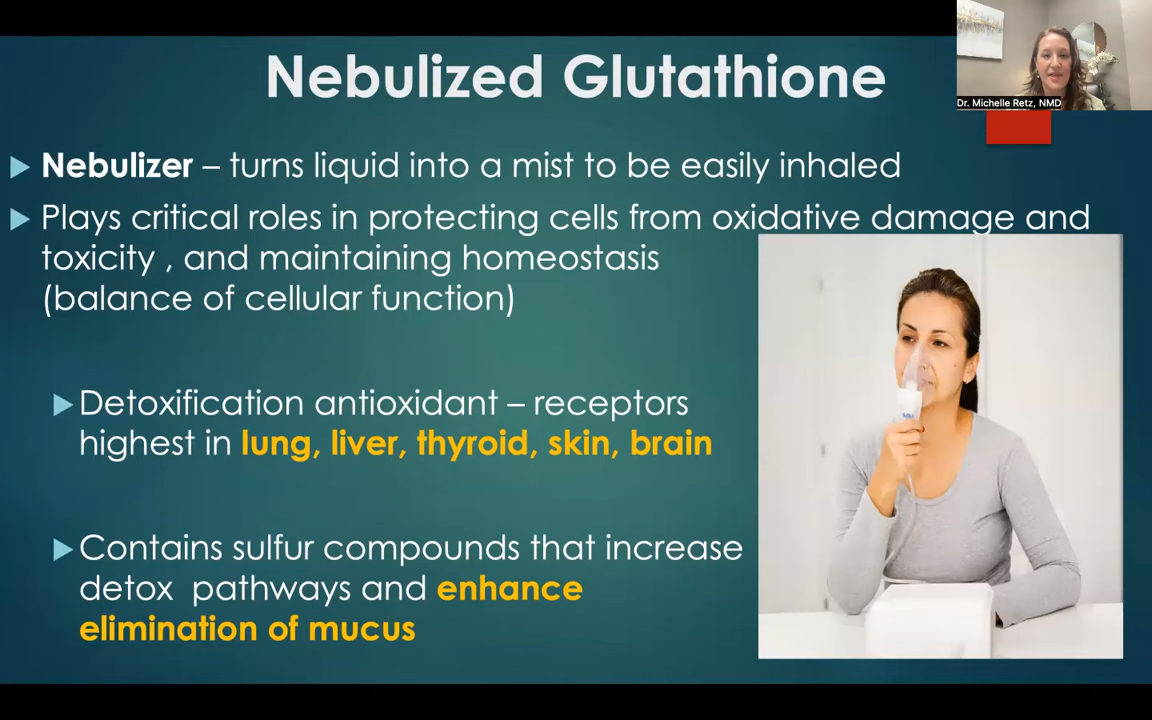 Nebulized Glutathione
Dr. Michelle Retz, NMD
Nebulizer – turns liquid into a mist to be easily inhaled
Plays critical roles in protecting cells from oxidative damage and
toxicity , and maintaining homeostasis
(balance of cellular function)
Detoxification antioxidant – receptors
highest in lung, liver, thyroid, skin, brain
Contains sulfur compounds that increase
detox  pathways and enhance
elimination of mucus